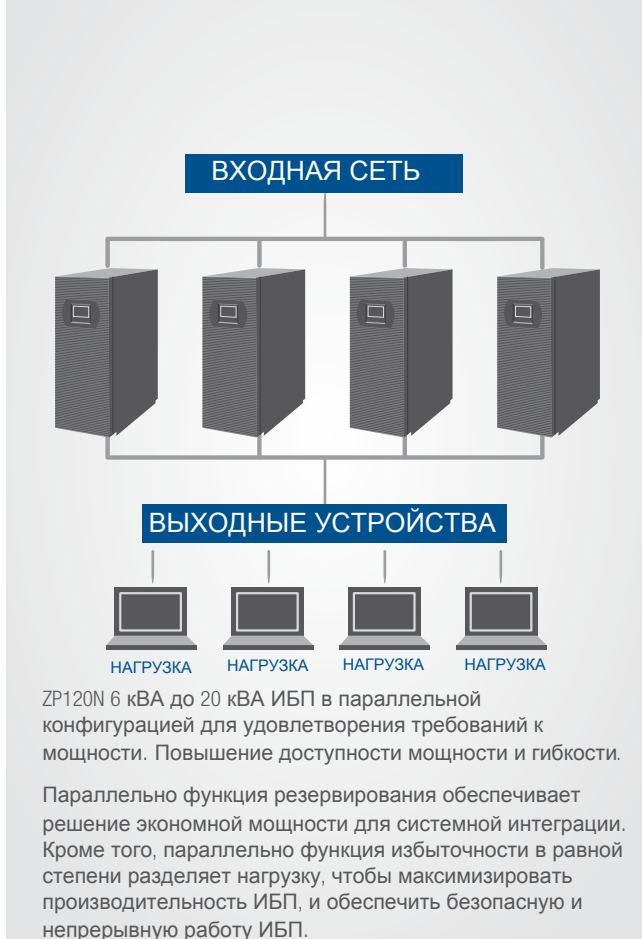 ВХОДНАЯ СЕТЬ
ВЫХОДНЫЕ УСТРОЙСТВА
НАГРУЗКА НАГРУЗКА НАГРУЗКА НАГРУЗКА
ZP120N 6 кВА до 20 кВА ИБП в параллельной
конфигурацией для удовлетворения требований к
мощности. Повышение доступности мощности и гибкости.
Параллельно функция резервирования обеспечивает
решение экономной мощности для системной интеграции.
Кроме того, параллельно функция избыточности в равной
степени разделяет нагрузку, чтобы максимизировать
производительность ИБП, и обеспечить безопасную и
непрерывную работу ИБП.